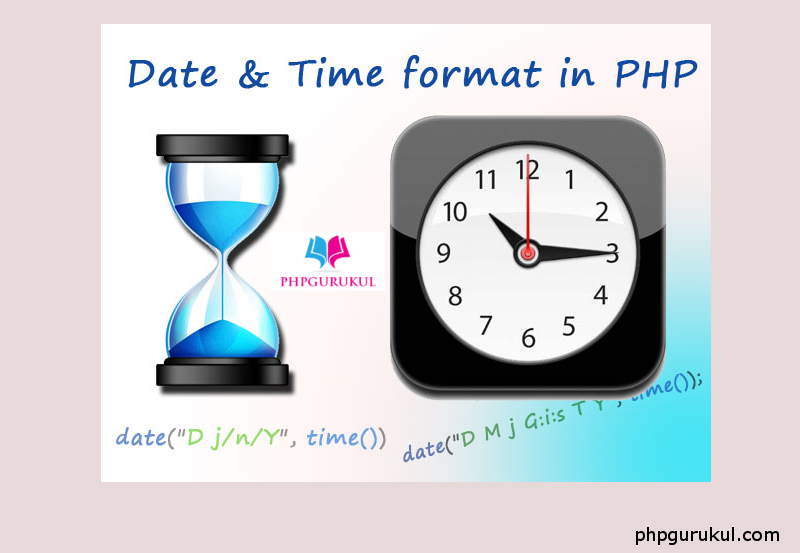 Date & Time format in PHP
12
11 1
10 2
9 3
8 4
7 5
6
PHPGURUKUL
date("D j/n/Y", time())
date("D M j G:i:s T Y", time());
phpgurukul.com